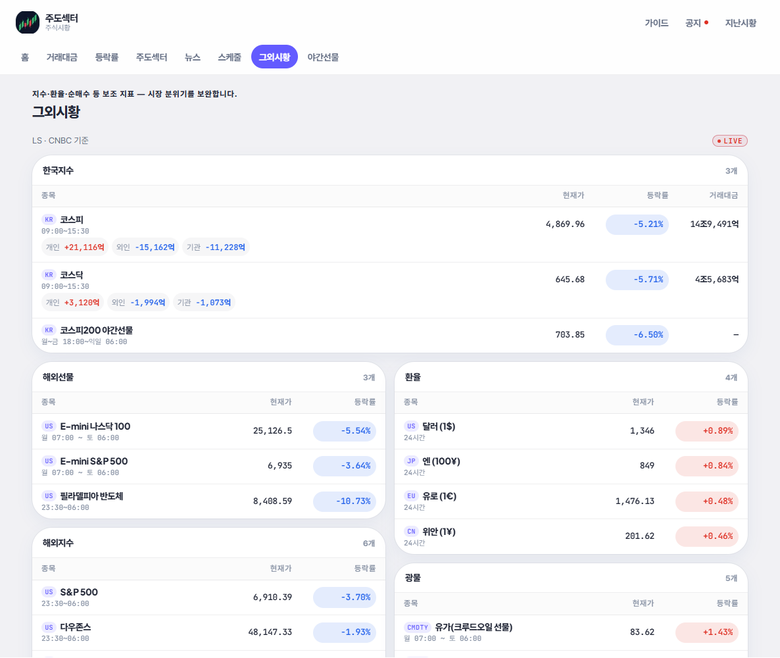 주도섹터
주식시황
가이드 공지 지난시황
홈 거래대금 등락률 주도섹터 뉴스 스케줄 그외시황 야간선물
지수·환율·순매수 등 보조 지표 — 시장 분위기를 보완합니다.
그외시황
LS · CNBC 기준 LIVE
한국지수 3개
종목 현재가 등락률 거래대금
KR 코스피 4,869.96 -5.21% 14조9,491억
09:00~15:30
개인 +21,116억 외인 -15,162억 기관 -11,228억
KR 코스닥 645.68 -5.71% 4조5,683억
09:00~15:30
개인 +3,120억 외인 -1,994억 기관 -1,073억
KR 코스피200 야간선물 703.85 -6.50% —
월~금 18:00~익일 06:00
해외선물 3개
종목 현재가 등락률
US E-mini 나스닥 100 25,126.5 -5.54%
월 07:00 ~ 토 06:00
US E-mini S&P 500 6,935 -3.64%
월 07:00 ~ 토 06:00
US 필라델피아 반도체 8,408.59 -10.73%
23:30~06:00
해외지수 6개
종목 현재가 등락률
US S&P 500 6,910.39 -3.70%
23:30~06:00
US 다우존스 48,147.33 -1.93%
23:30~06:00
환율 4개
종목 현재가 등락률
US 달러 (1$) 1,346 +0.89%
24시간
JP 엔 (100¥) 849 +0.84%
24시간
EU 유로 (1€) 1,476.13 +0.48%
24시간
CN 위안 (1¥) 201.62 +0.46%
24시간
광물 5개
종목 현재가 등락률
CMDTY 유가(크루드오일 선물) 83.62 +1.43%
월 07:00 ~ 토 06:00